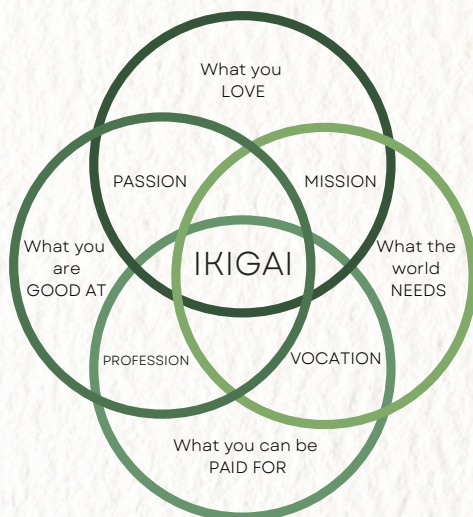 What you
LOVE
PASSION
MISSION
What you
are
GOOD AT
IKIGAI
What the
world
NEEDS
PROFESSION
VOCATION
What you can be
PAID FOR